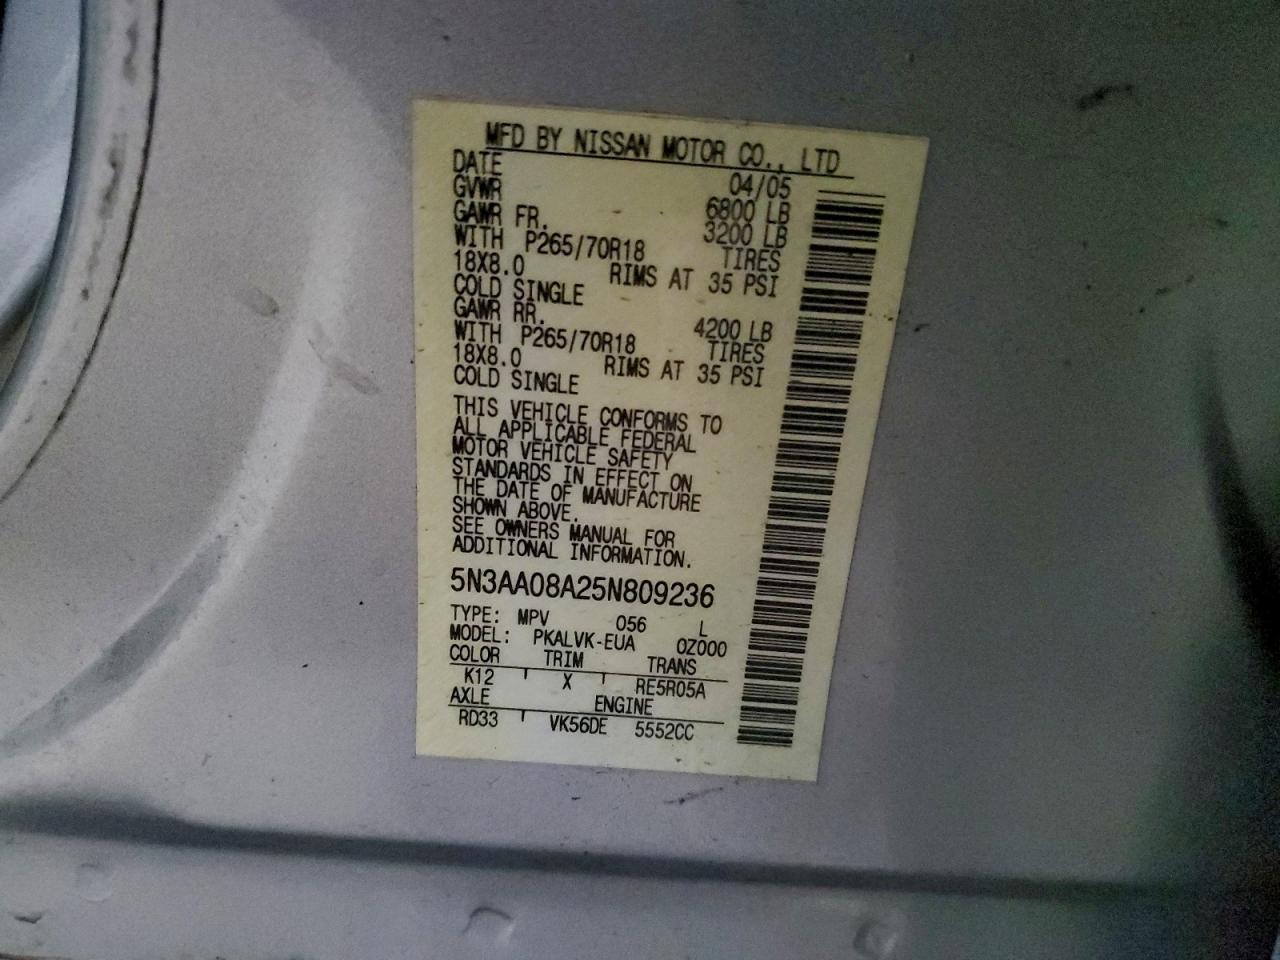 MFD BY NISSAN MOTOR CO., LTD
DATE 04/05
GVWR 6800 LB
GAWR FR. 3200 LB
WITH P265/70R18 TIRES
18X8.0 RIMS AT 35 PSI
COLD SINGLE
GAWR RR. 4200 LB
WITH P265/70R18 TIRES
18X8.0 RIMS AT 35 PSI
COLD SINGLE
THIS VEHICLE CONFORMS TO
ALL APPLICABLE FEDERAL
MOTOR VEHICLE SAFETY
STANDARDS IN EFFECT ON
THE DATE OF MANUFACTURE
SHOWN ABOVE.
SEE OWNERS MANUAL FOR
ADDITIONAL INFORMATION.
5N3AA08A25N809236
TYPE: MPV 056 L
MODEL: PKALVK-EUA 0Z000
COLOR TRIM TRANS
K12 X RE5R05A
AXLE ENGINE
RD33 VK56DE 5552CC